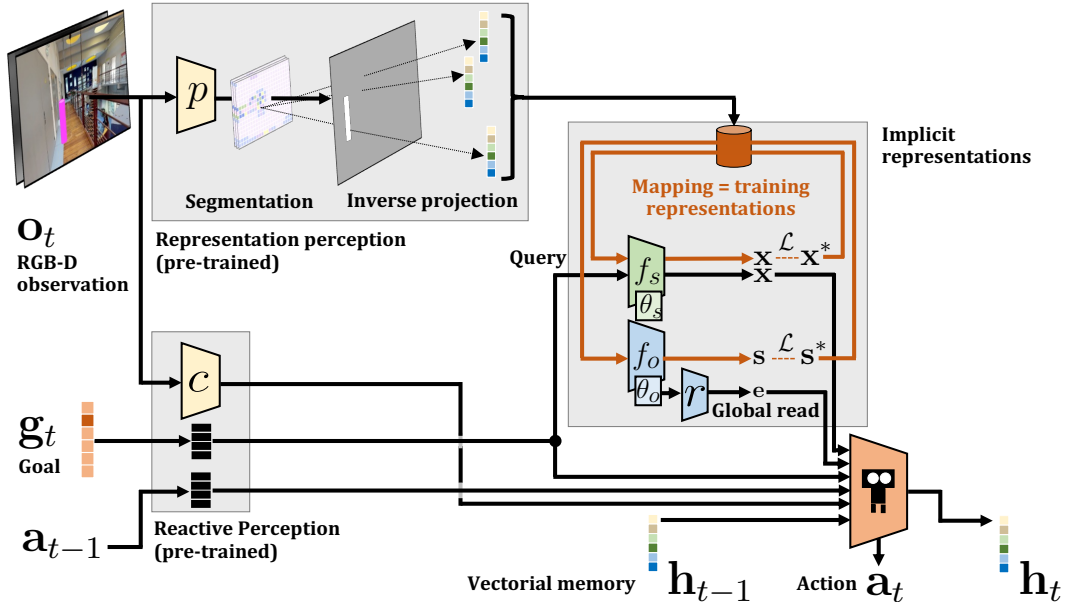 p
Segmentation
Inverse projection
o_t
RGB-D
observation
Representation perception
(pre-trained)
Implicit
representations
Mapping = training
representations
Query
f_s
θ_s
x ---- x*
ℒ
x
f_o
θ_o
s ---- s*
ℒ
r
e
Global read
c
g_t
Goal
a_{t−1}
Reactive Perception
(pre-trained)
Vectorial memory
h_{t−1}
Action a_t
h_t